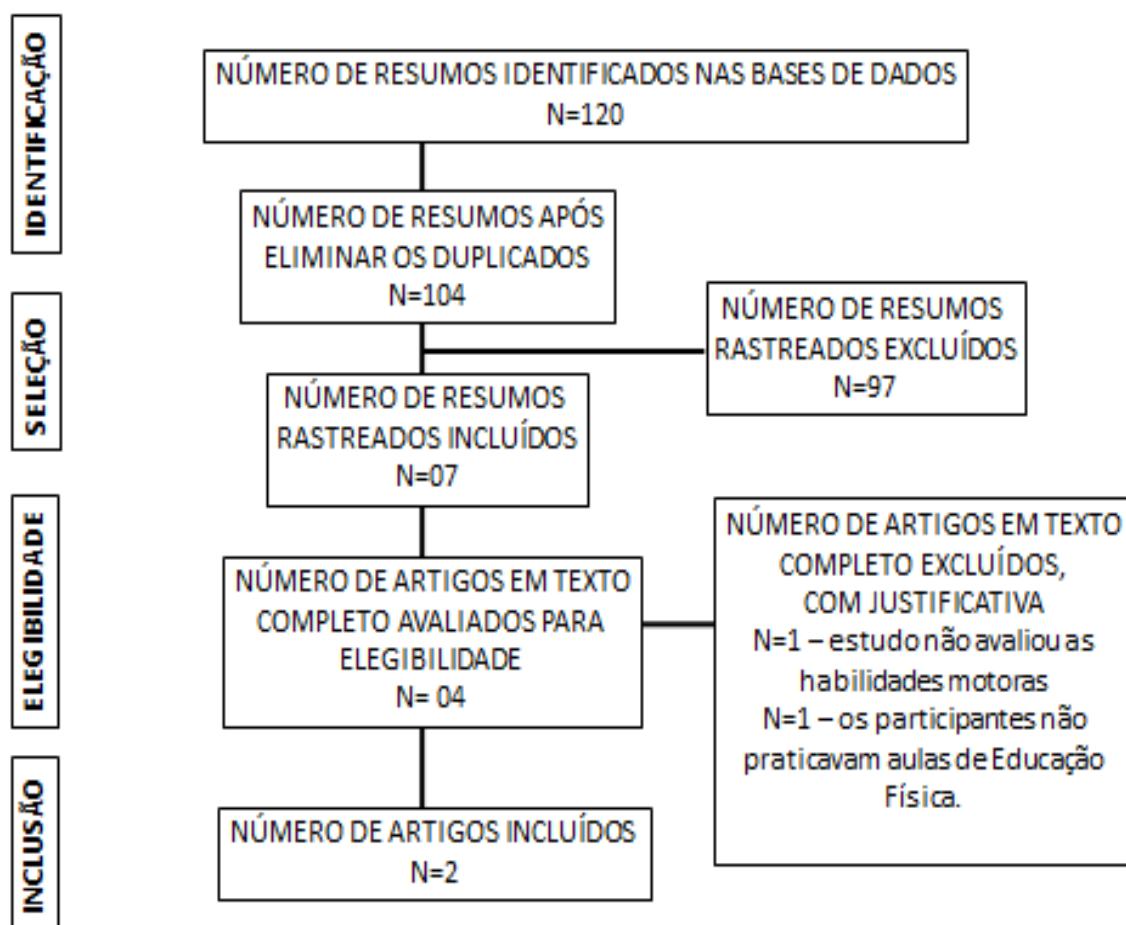 IDENTIFICAÇÃO
NÚMERO DE RESUMOS IDENTIFICADOS NAS BASES DE DADOS
N=120
NÚMERO DE RESUMOS APÓS
ELIMINAR OS DUPLICADOS
N=104
SELEÇÃO
NÚMERO DE RESUMOS
RASTREADOS EXCLUÍDOS
N=97
NÚMERO DE RESUMOS
RASTREADOS INCLUÍDOS
N=07
ELEGIBILIDADE
NÚMERO DE ARTIGOS EM TEXTO
COMPLETO AVALIADOS PARA
ELEGIBILIDADE
N= 04
NÚMERO DE ARTIGOS EM TEXTO
COMPLETO EXCLUÍDOS,
COM JUSTIFICATIVA
N=1 – estudo não avaliou as
habilidades motoras
N=1 – os participantes não
praticavam aulas de Educação
Física.
INCLUSÃO
NÚMERO DE ARTIGOS INCLUÍDOS
N=2